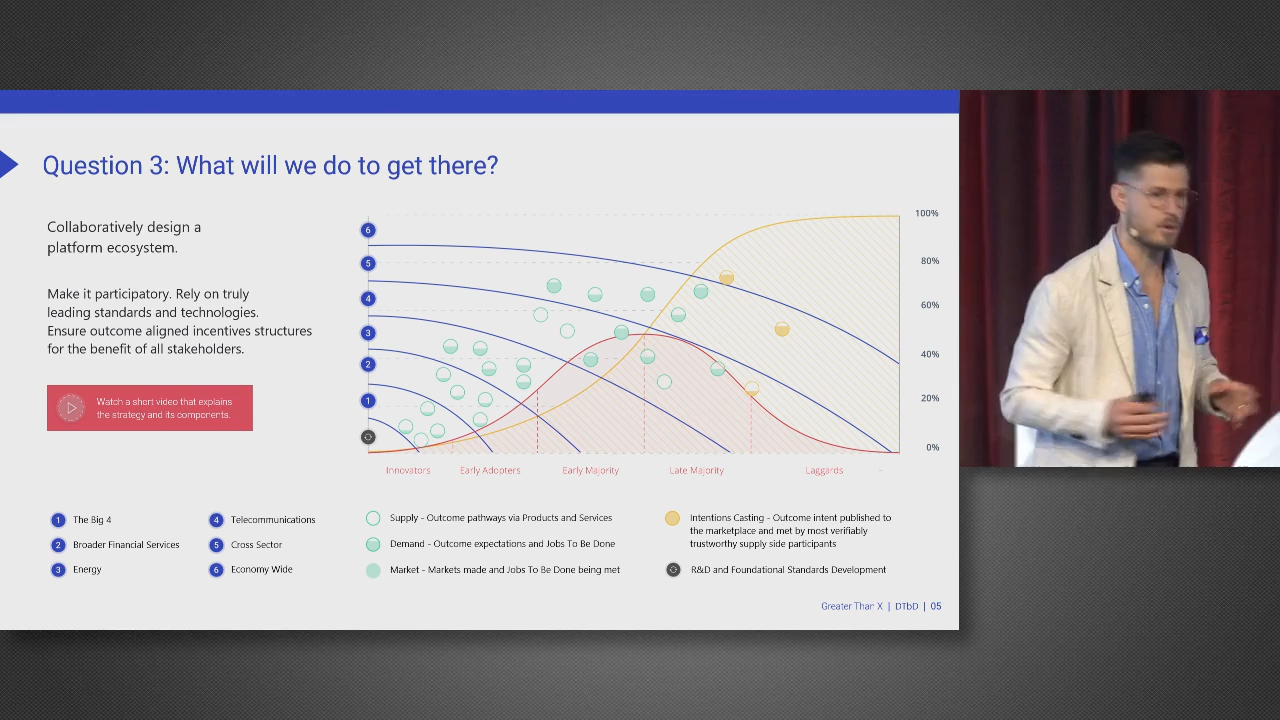 Question 3: What will we do to get there?
Collaboratively design a
platform ecosystem.
Make it participatory. Rely on truly
leading standards and technologies.
Ensure outcome aligned incentives structures
for the benefit of all stakeholders.
Watch a short video that explains
the strategy and its components.
6
5
4
3
2
1
100%
80%
60%
40%
20%
0%
Innovators
Early Adopters
Early Majority
Late Majority
Laggards
1 The Big 4
2 Broader Financial Services
3 Energy
4 Telecommunications
5 Cross Sector
6 Economy Wide
Supply - Outcome pathways via Products and Services
Demand - Outcome expectations and Jobs To Be Done
Market - Markets made and Jobs To Be Done being met
Intentions Casting - Outcome intent published to
the marketplace and met by most verifiably
trustworthy supply side participants
R&D and Foundational Standards Development
Greater Than X | DTbD | 05